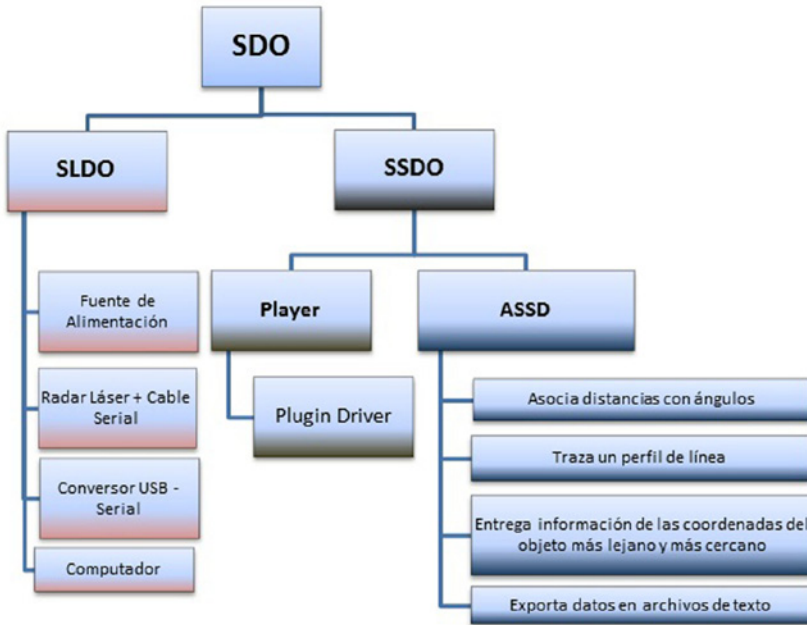 SDO
SLDO
SSDO
Fuente de
Alimentación
Radar Láser + Cable
Serial
Conversor USB -
Serial
Computador
Player
Plugin Driver
ASSD
Asocia distancias con ángulos
Traza un perfil de línea
Entrega información de las coordenadas del
objeto más lejano y más cercano
Exporta datos en archivos de texto